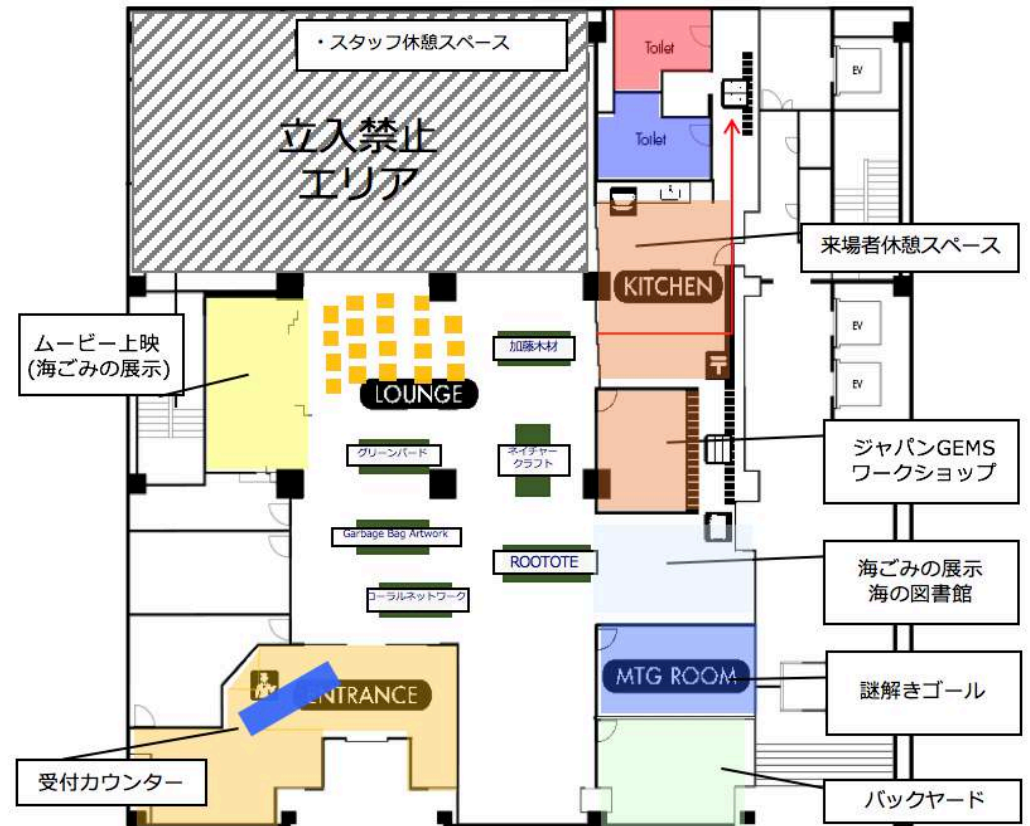 ・スタッフ休憩スペース
立入禁止
エリア
Toilet
Toilet
EV
来場者休憩スペース
KITCHEN
〒
EV
EV
ムービー上映
(海ごみの展示)
加藤木材
LOUNGE
グリーンバード
ネイチャー
クラフト
ジャパンGEMS
ワークショップ
Garbage Bag Artwork
ROOTOTE
海ごみの展示
海の図書館
コーラルネットワーク
MTG ROOM
謎解きゴール
ENTRANCE
受付カウンター
バックヤード